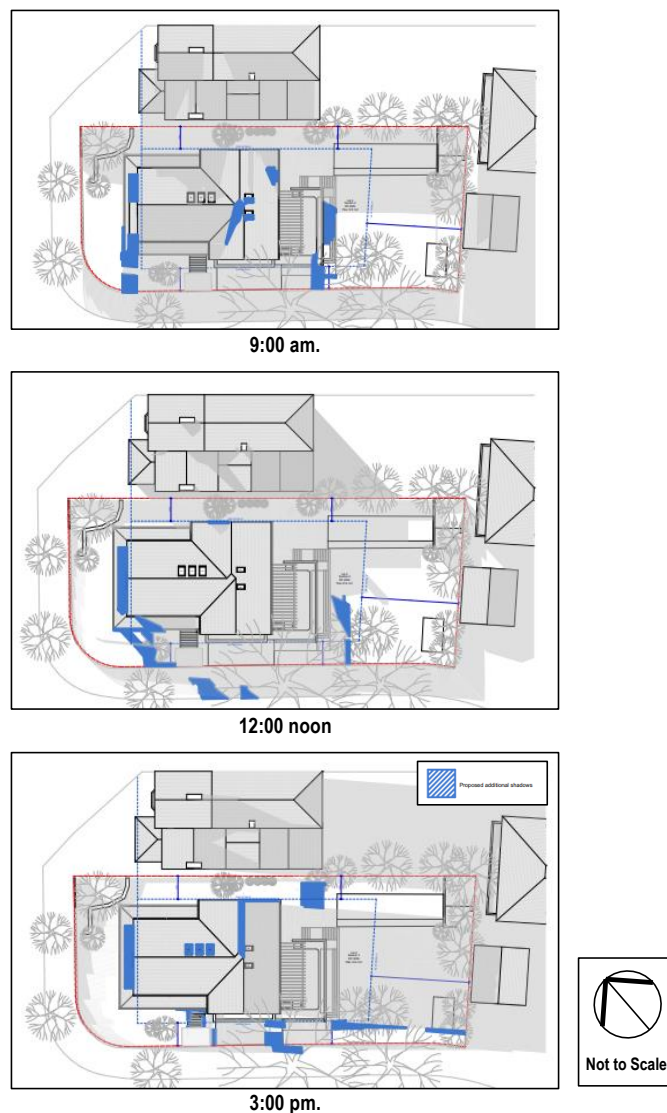 9:00 am.
12:00 noon
Proposed additional shadows
3:00 pm.
Not to Scale